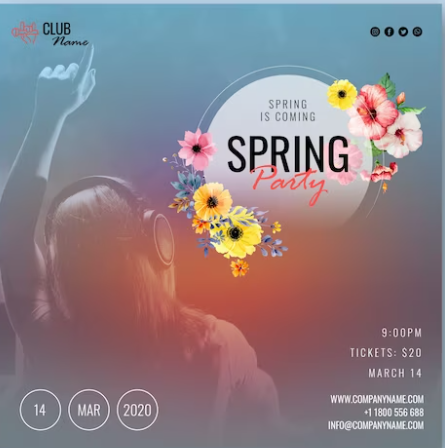 CLUB
Name
SPRING
IS COMING
SPRING
Party
9:00PM
TICKETS: $20
MARCH 14
14
MAR
2020
WWW.COMPANYNAME.COM
+1 1800 556 688
INFO@COMPANYNAME.COM